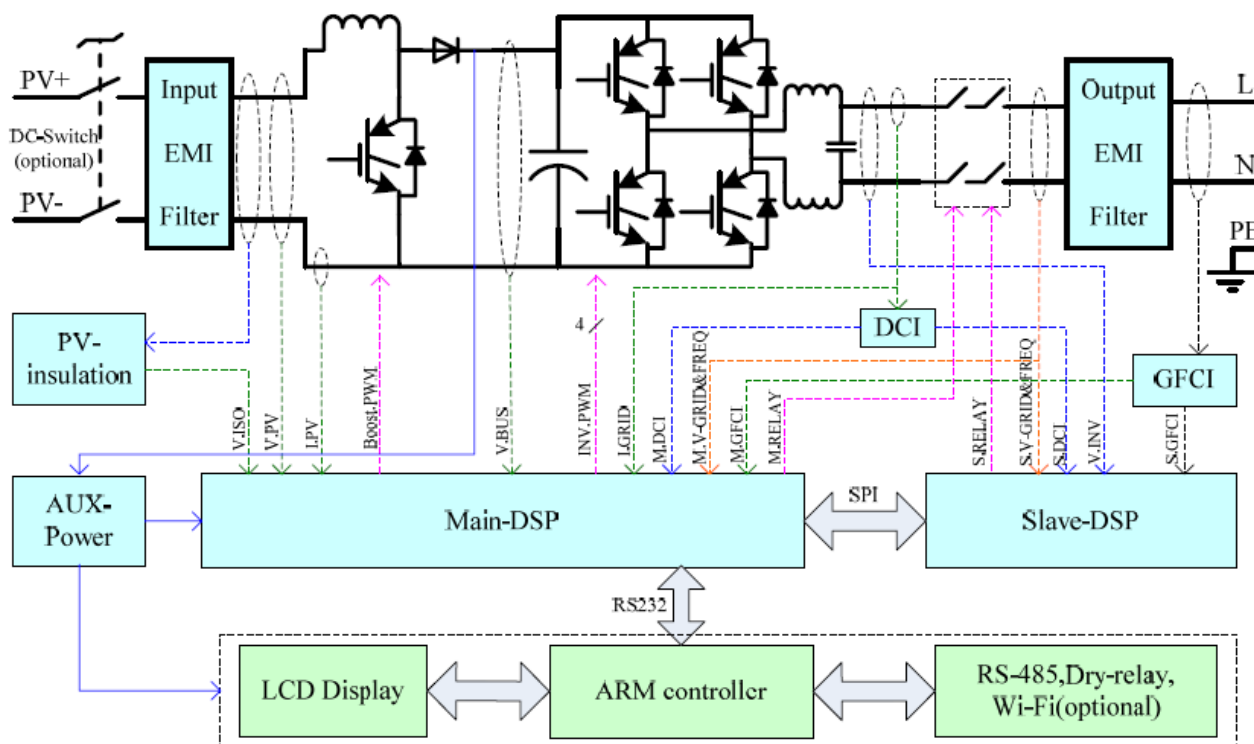 PV+
DC-Switch
(optional)
PV-
Input
EMI
Filter
Output
EMI
Filter
L
N
PE
PV-
insulation
4
DCI
GFCI
V.ISO
V.PV
I.PV
Boost.PWM
V.BUS
INV.PWM
I.GRID
M.DCI
M.V-GRID&FREQ
M.GFCI
M.RELAY
S.RELAY
S.V-GRID&FREQ
S.DCI
V.INV
S.GFCI
AUX-
Power
Main-DSP
SPI
Slave-DSP
RS232
LCD Display
ARM controller
RS-485,Dry-relay,
Wi-Fi(optional)